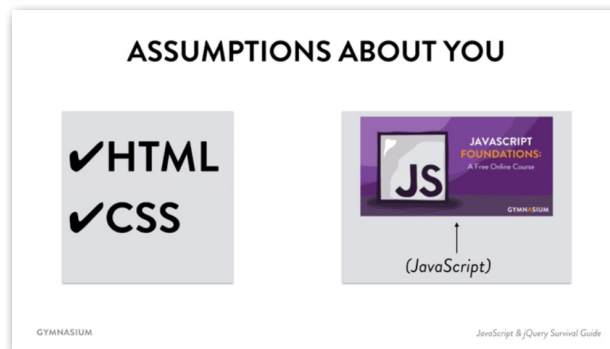 ASSUMPTIONS ABOUT YOU
✔HTML
✔CSS
JAVASCRIPT
FOUNDATIONS:
A Free Online Course
JS
GYMNASIUM
(JavaScript)
GYMNASIUM
JavaScript & jQuery Survival Guide